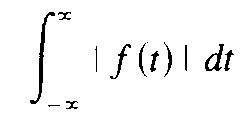 ∫_{-∞}^{∞} | f (t) | dt